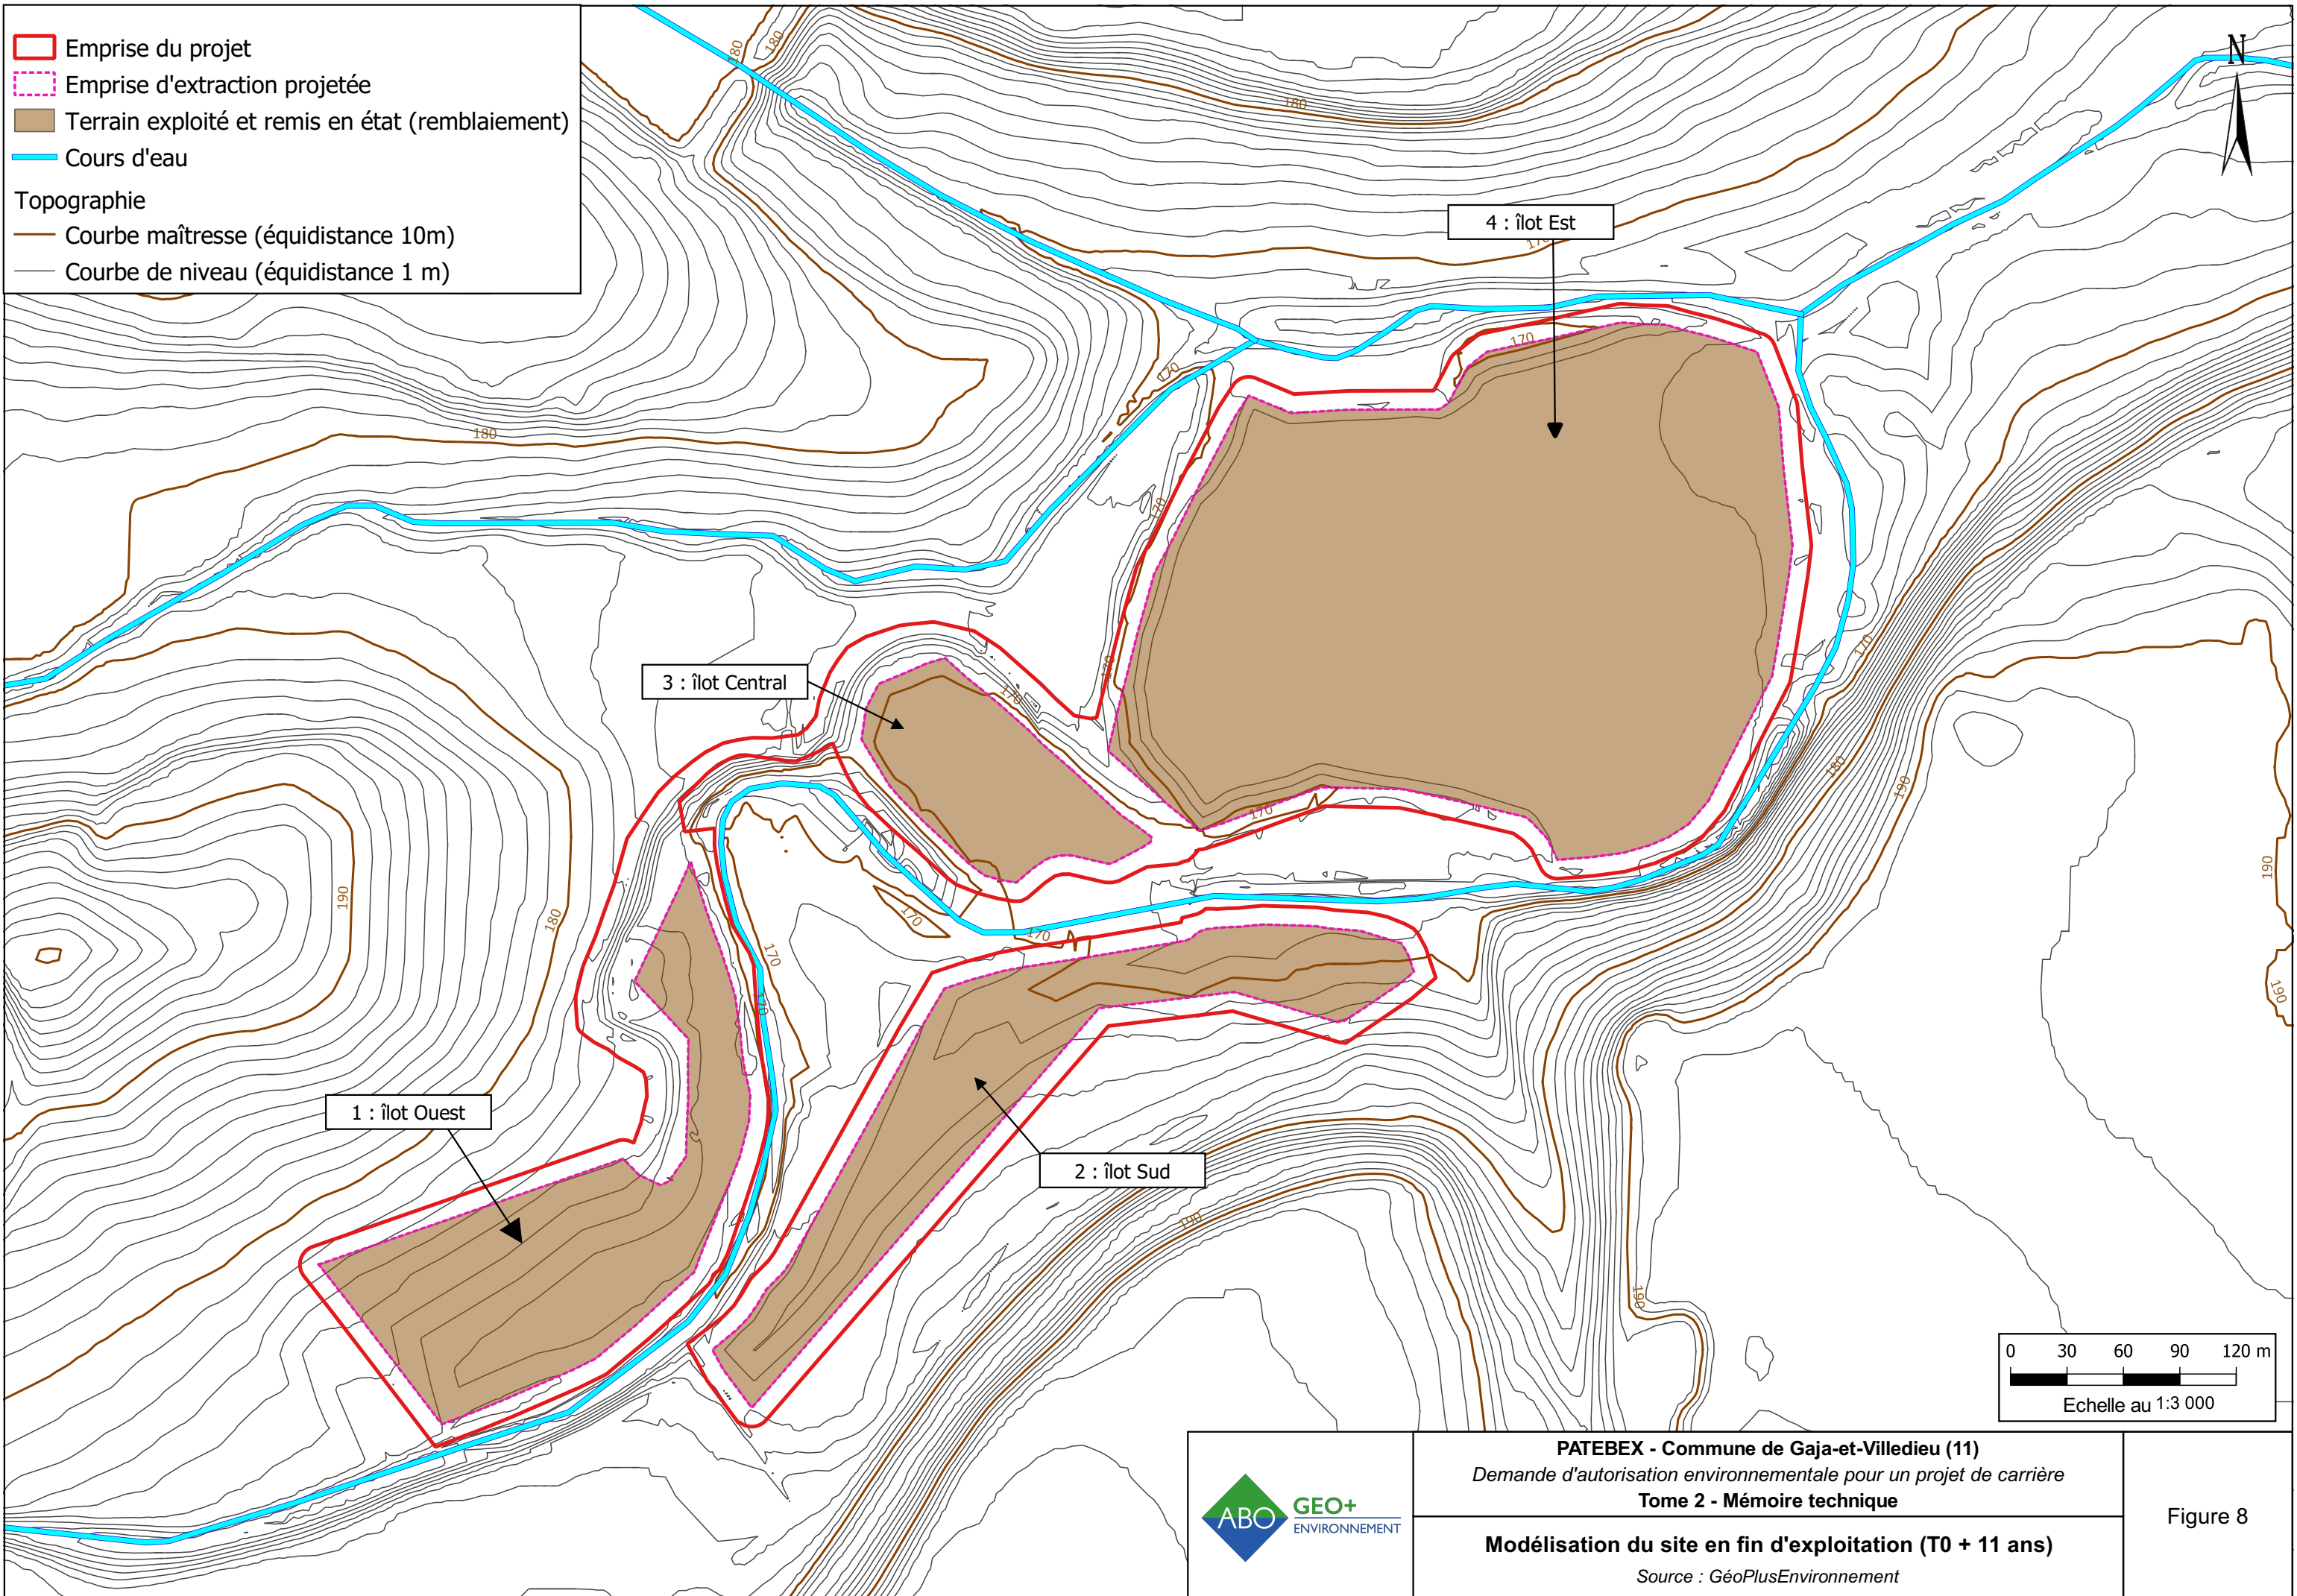 Emprise du projet
Emprise d'extraction projetée
Terrain exploité et remis en état (remblaiement)
Cours d'eau
Topographie
Courbe maîtresse (équidistance 10m)
Courbe de niveau (équidistance 1 m)
N
180
180
180
4 : îlot Est
170
170
170
180
170
170
3 : îlot Central
170
170
180
190
170
190
190
180
170
170
170
170
190
1 : îlot Ouest
2 : îlot Sud
190
190
0 30 60 90 120 m
Echelle au 1:3 000
ABO
GEO+
ENVIRONNEMENT
PATEBEX - Commune de Gaja-et-Villedieu (11)
Demande d'autorisation environnementale pour un projet de carrière
Tome 2 - Mémoire technique
Modélisation du site en fin d'exploitation (T0 + 11 ans)
Source : GéoPlusEnvironnement
Figure 8